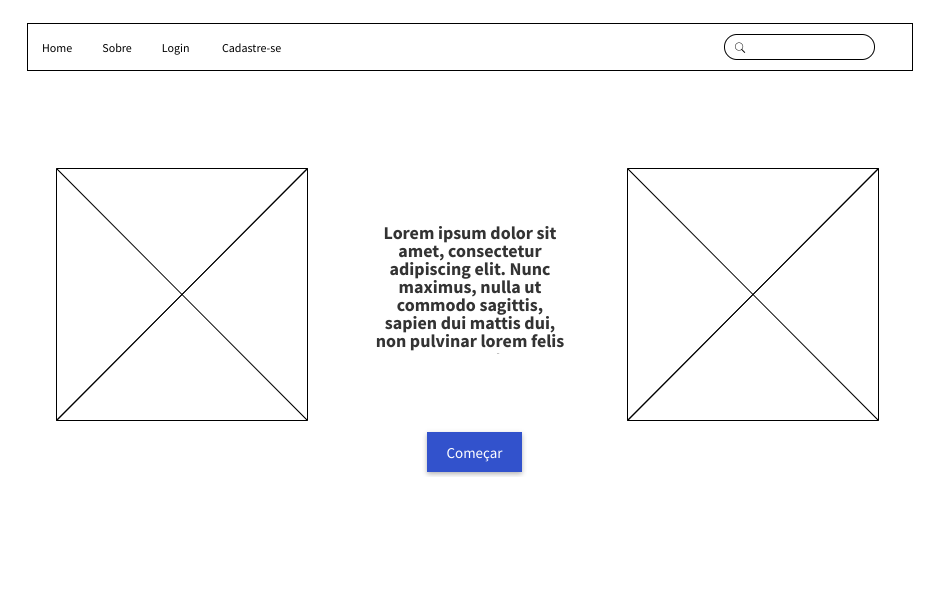 Home Sobre Login Cadastre-se
Lorem ipsum dolor sit
amet, consectetur
adipiscing elit. Nunc
maximus, nulla ut
commodo sagittis,
sapien dui mattis dui,
non pulvinar lorem felis
Começar